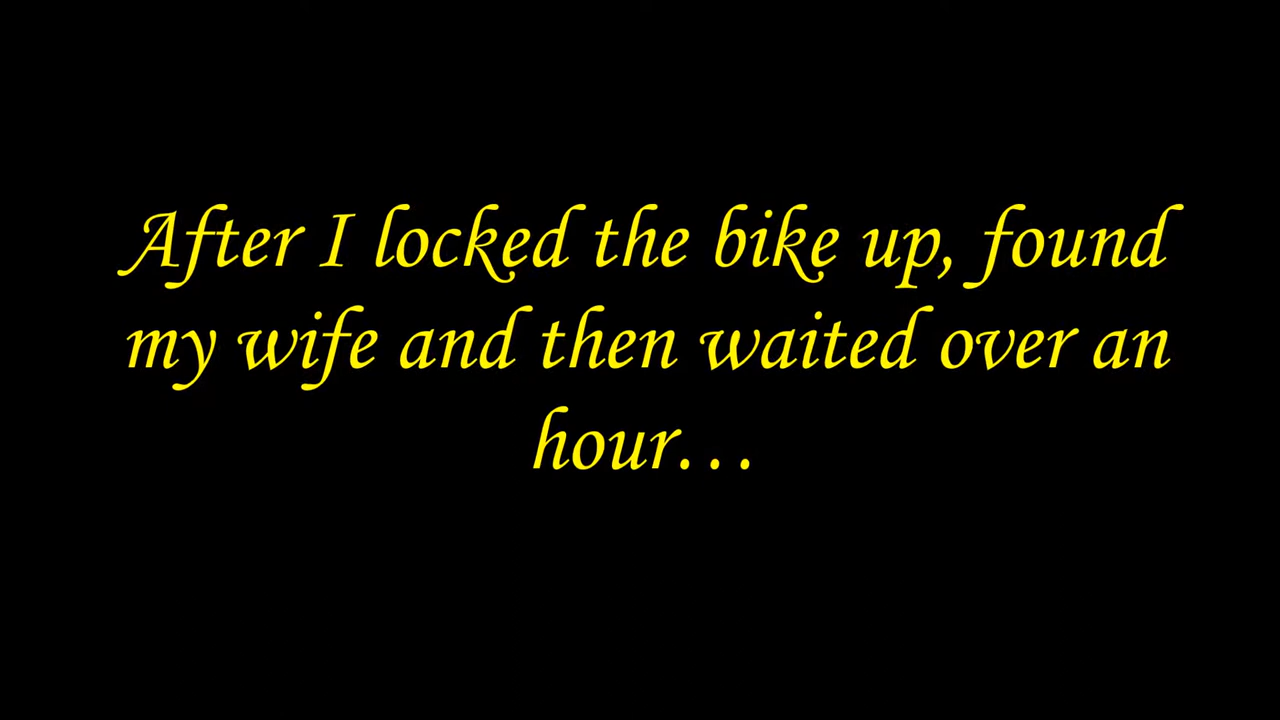 After I locked the bike up, found
my wife and then waited over an
hour…